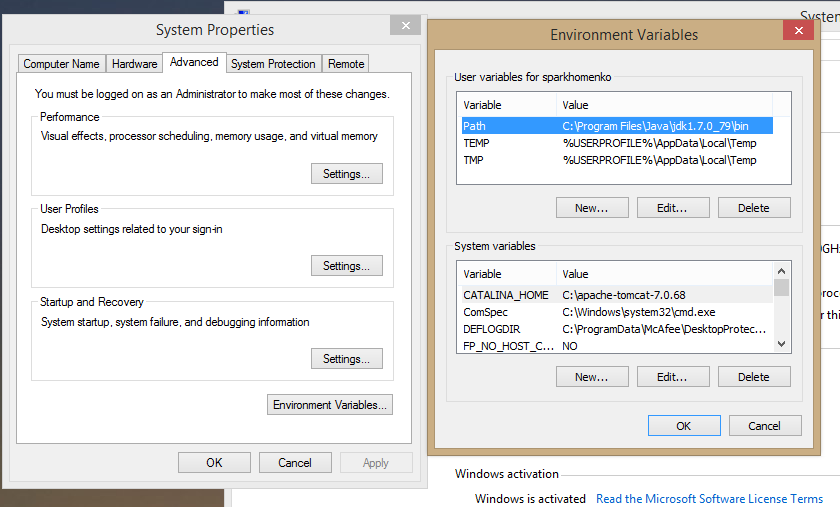 System Properties
Computer Name
Hardware
Advanced
System Protection
Remote
You must be logged on as an Administrator to make most of these changes.
Performance
Visual effects, processor scheduling, memory usage, and virtual memory
Settings...
User Profiles
Desktop settings related to your sign-in
Settings...
Startup and Recovery
System startup, system failure, and debugging information
Settings...
Environment Variables...
OK
Cancel
Apply
System
Environment Variables
User variables for sparkhomenko
Variable Value
Path C:\Program Files\Java\jdk1.7.0_79\bin
TEMP %USERPROFILE%\AppData\Local\Temp
TMP %USERPROFILE%\AppData\Local\Temp
New...
Edit...
Delete
System variables
Variable Value
CATALINA_HOME C:\apache-tomcat-7.0.68
ComSpec C:\Windows\system32\cmd.exe
DEFLOGDIR C:\ProgramData\McAfee\DesktopProtec...
FP_NO_HOST_C... NO
New...
Edit...
Delete
OK
Cancel
Windows activation
Windows is activated Read the Microsoft Software License Terms